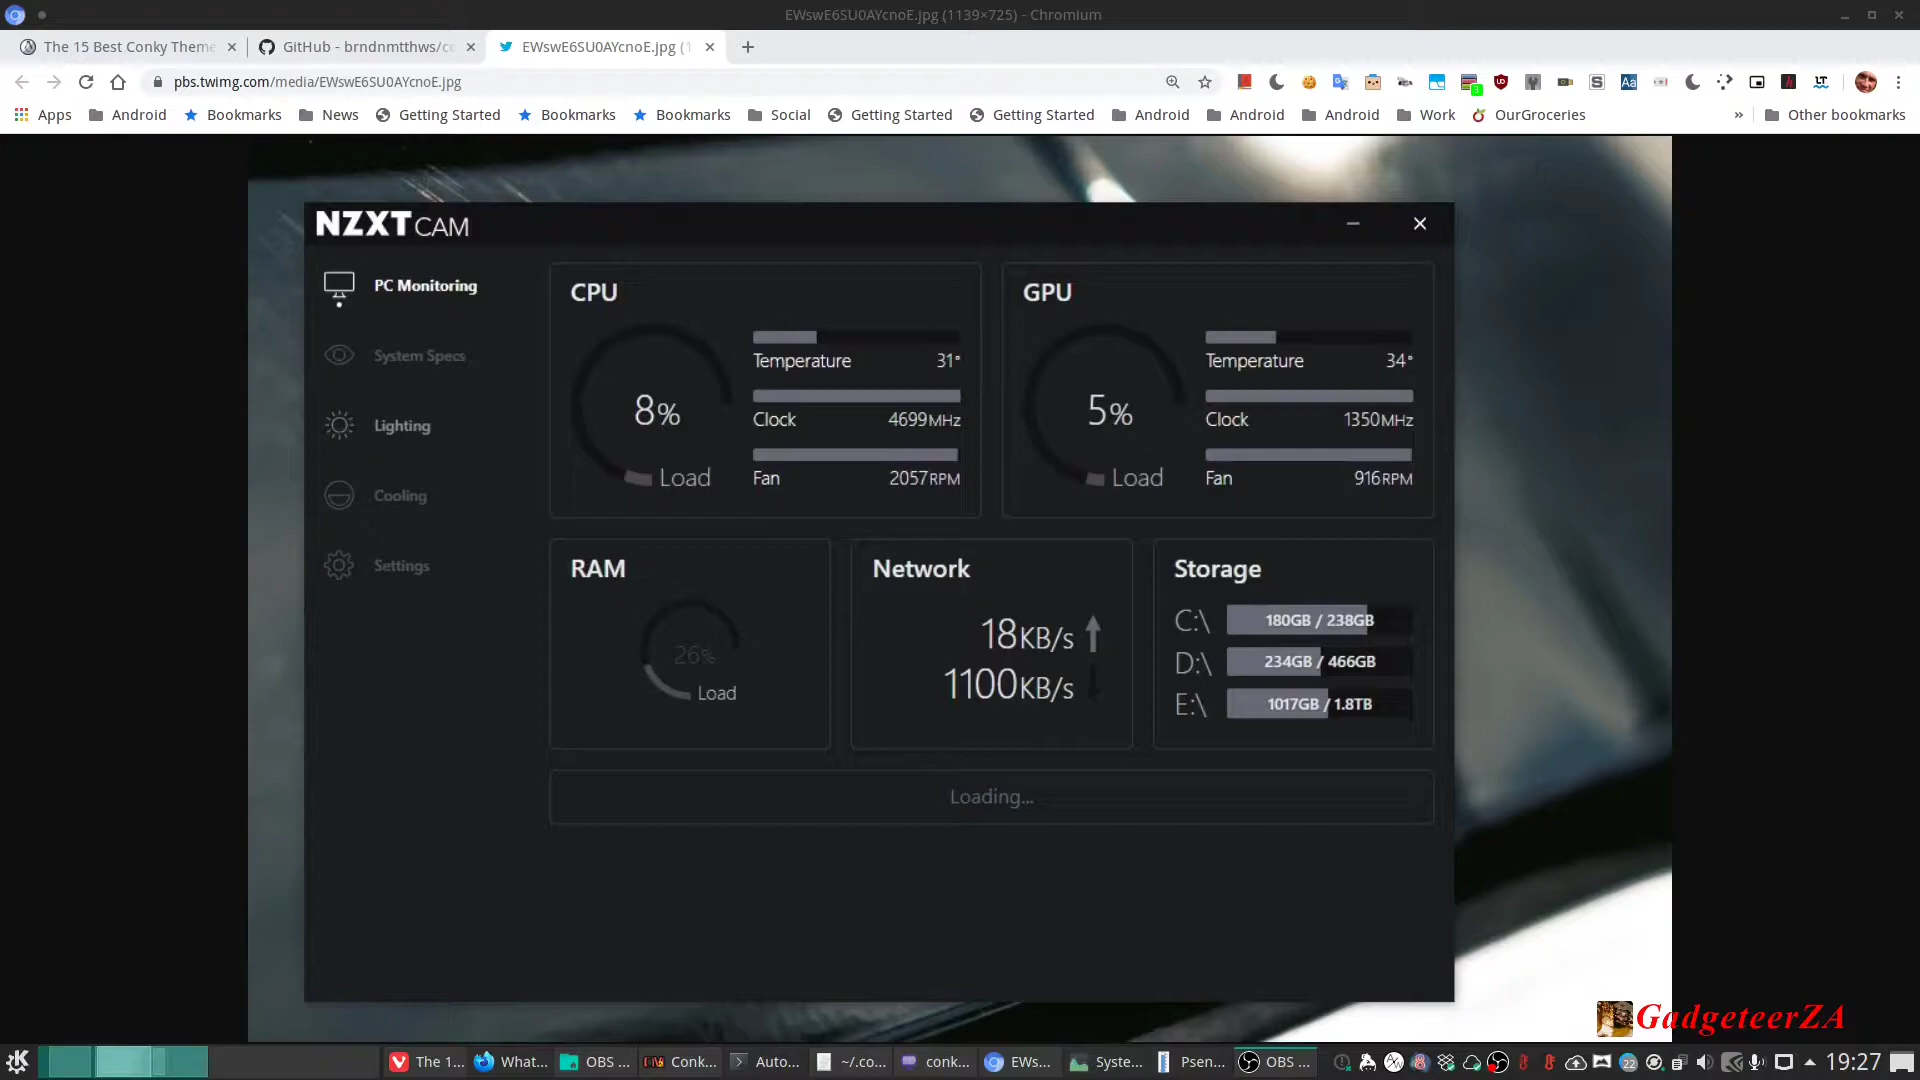 EWswE6SU0AYcnoE.jpg (1139×725) - Chromium
The 15 Best Conky Theme
GitHub - brndnmtthws/co
EWswE6SU0AYcnoE.jpg (1
pbs.twimg.com/media/EWswE6SU0AYcnoE.jpg
Apps Android Bookmarks News Getting Started Bookmarks Bookmarks Social Getting Started Getting Started Android Android Android Work OurGroceries » Other bookmarks
NZXT CAM
PC Monitoring
System Specs
Lighting
Cooling
Settings
CPU
8%
Load
Temperature 31°
Clock 4699MHz
Fan 2057RPM
GPU
5%
Load
Temperature 34°
Clock 1350MHz
Fan 916RPM
RAM
26%
Load
Network
18KB/s
1100KB/s
Storage
C:\ 180GB / 238GB
D:\ 234GB / 466GB
E:\ 1017GB / 1.8TB
Loading...
GadgeteerZA
The 1... What... OBS ... Conk... Auto... ~/.co... conk... EWs... Syste... Psen... OBS ... 22 19:27